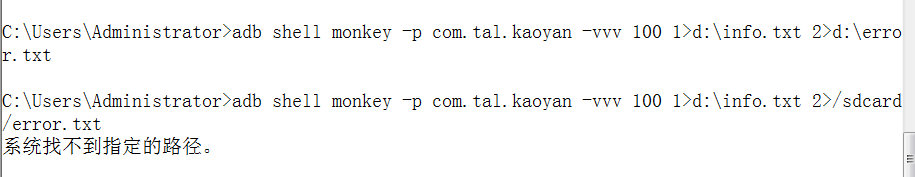 C:\Users\Administrator>adb shell monkey -p com.tal.kaoyan -vvv 100 1>d:\info.txt 2>d:\erro
r.txt
C:\Users\Administrator>adb shell monkey -p com.tal.kaoyan -vvv 100 1>d:\info.txt 2>/sdcard
/error.txt
系统找不到指定的路径。